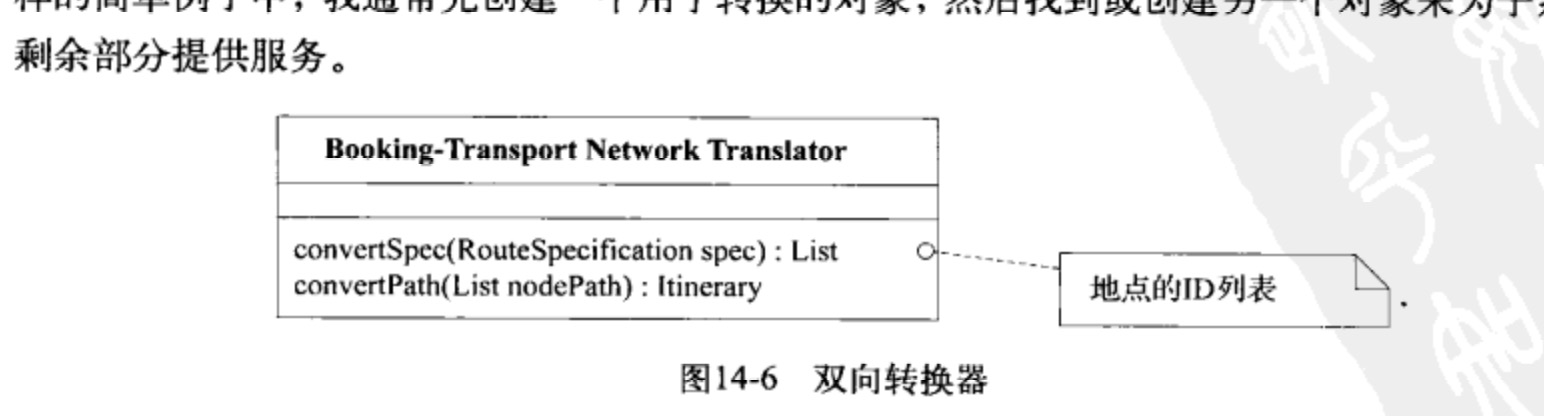 样的简单例子中，我通常先创建一个用于转换的对象，然后找到或创建另一个对象来为
剩余部分提供服务。
Booking-Transport Network Translator
convertSpec(RouteSpecification spec) : List
convertPath(List nodePath) : Itinerary
地点的ID列表
图14-6 双向转换器